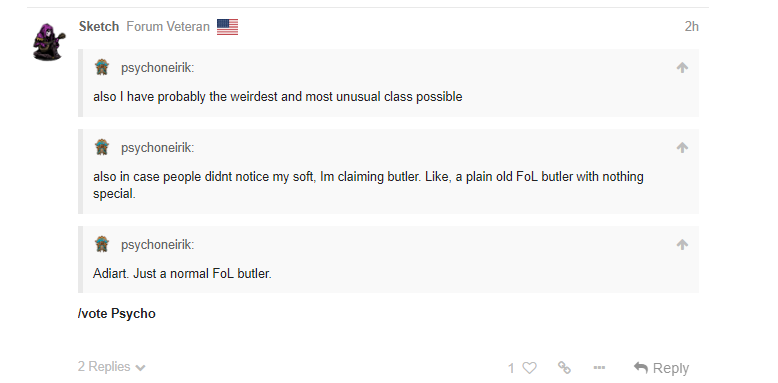 Sketch Forum Veteran 2h
psychoneirik:
also I have probably the weirdest and most unusual class possible
psychoneirik:
also in case people didnt notice my soft, Im claiming butler. Like, a plain old FoL butler with nothing
special.
psychoneirik:
Adiart. Just a normal FoL butler.
/vote Psycho
2 Replies 1 Reply